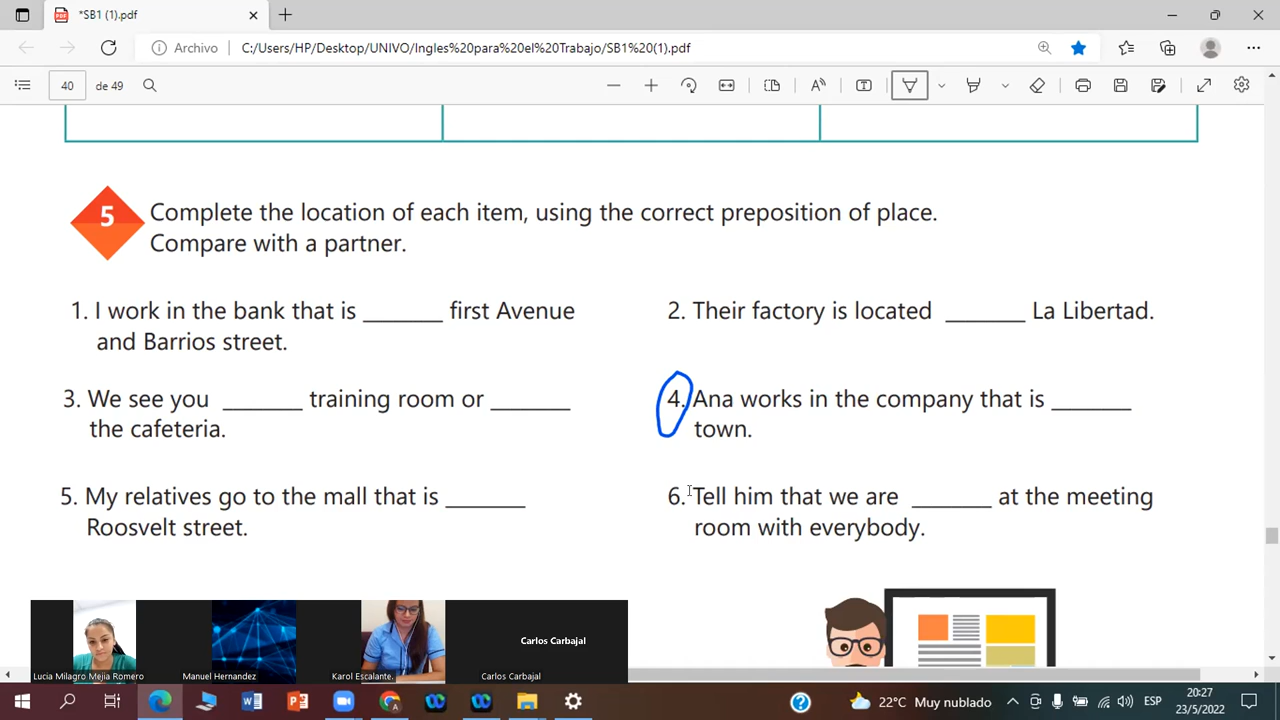 *SB1 (1).pdf
Archivo C:/Users/HP/Desktop/UNIVO/Ingles%20para%20el%20Trabajo/SB1%20(1).pdf
40 de 49
5 Complete the location of each item, using the correct preposition of place.
Compare with a partner.
1. I work in the bank that is _______ first Avenue
and Barrios street.
2. Their factory is located _______ La Libertad.
3. We see you _______ training room or _______
the cafeteria.
4. Ana works in the company that is _______
town.
5. My relatives go to the mall that is _______
Roosvelt street.
6. Tell him that we are _______ at the meeting
room with everybody.
Carlos Carbajal
Lucia Milagro Mejia Romero
Manuel Hernandez
Karol Escalante.
Carlos Carbajal
22°C Muy nublado
ESP
20:27
23/5/2022